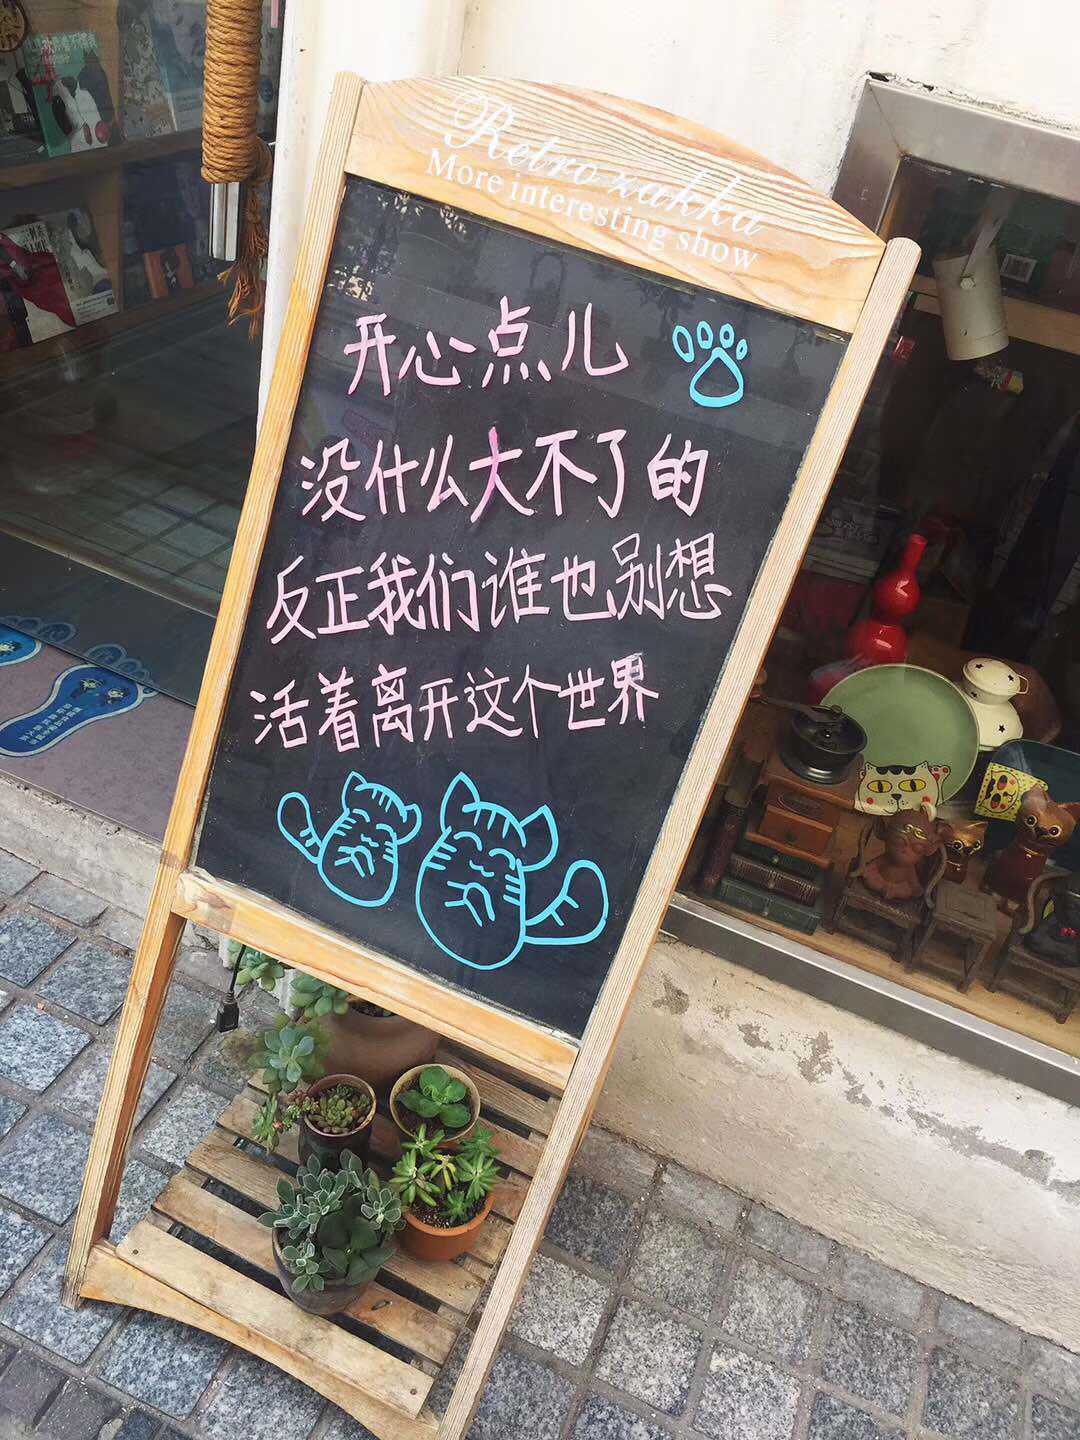 Retro zakka
More interesting show
开心点儿
没什么大不了的
反正我们谁也别想
活着离开这个世界